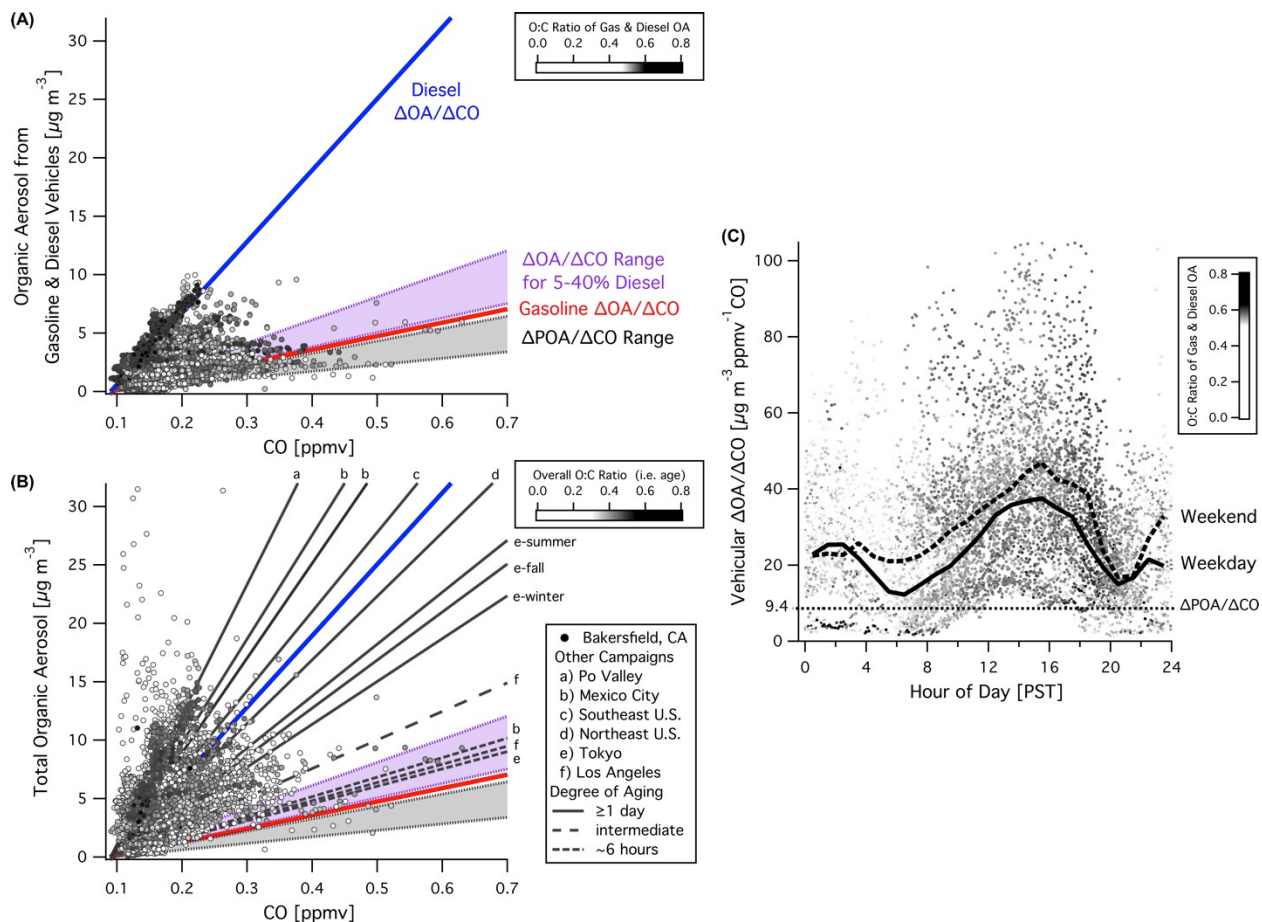 (A)
O:C Ratio of Gas & Diesel OA
0.0 0.2 0.4 0.6 0.8
Organic Aerosol from
Gasoline & Diesel Vehicles [µg m⁻³]
30
25
20
15
10
5
0
Diesel
ΔOA/ΔCO
ΔOA/ΔCO Range
for 5-40% Diesel
Gasoline ΔOA/ΔCO
ΔPOA/ΔCO Range
0.1 0.2 0.3 0.4 0.5 0.6 0.7
CO [ppmv]
(B)
a b b c d
Overall O:C Ratio (i.e. age)
0.0 0.2 0.4 0.6 0.8
Total Organic Aerosol [µg m⁻³]
30
25
20
15
10
5
0
e-summer
e-fall
e-winter
f
b
f
e
Bakersfield, CA
Other Campaigns
a) Po Valley
b) Mexico City
c) Southeast U.S.
d) Northeast U.S.
e) Tokyo
f) Los Angeles
Degree of Aging
≥1 day
intermediate
~6 hours
0.1 0.2 0.3 0.4 0.5 0.6 0.7
CO [ppmv]
(C)
Vehicular ΔOA/ΔCO [µg m⁻³ ppmv⁻¹ CO]
100
80
60
40
20
9.4
0
O:C Ratio of Gas & Diesel OA
0.8
0.6
0.4
0.2
0.0
Weekend
Weekday
ΔPOA/ΔCO
0 4 8 12 16 20 24
Hour of Day [PST]